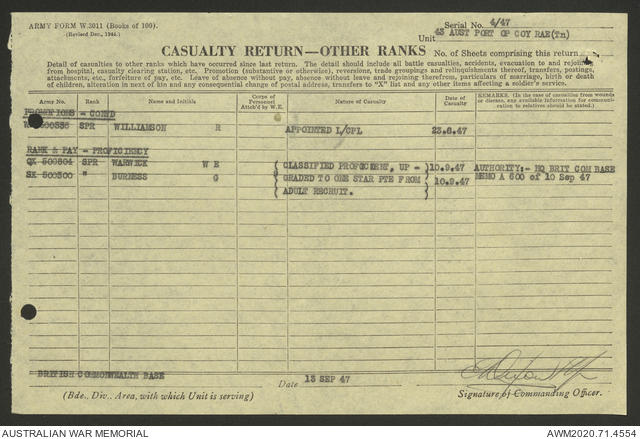 ARMY FORM W.3011 (Books of 100).
(Revised Dec., 1944.)
Serial No. 4/47
Unit 43 AUST PORT OP COY RAE(Tn)
CASUALTY RETURN—OTHER RANKS
No. of Sheets comprising this return
Detail of casualties to other ranks which have occurred since last return. The detail should include all battle casualties, accidents, evacuation to and rejoining
from hospital, casualty clearing station, etc. Promotion (substantive or otherwise), reversions, trade groupings and relinquishments thereof, transfers, postings,
attachments, etc., forfeiture of pay, etc. Leave of absence without pay, absence without leave and rejoining therefrom, particulars of marriage, birth or death
of children, alteration in next of kin and any consequential change of postal address, transfers to "X" list and any other items affecting a soldier's service.
Army No. Rank Name and Initials Corps of Personnel Attch'd by W.E. Nature of Casualty Date of Casualty REMARKS. (In the case of casualties from wounds or disease, any available information for communication to relatives should be stated.)
PROMOTIONS - CONTD
SPR WILLIAMSON R APPOINTED L/CPL 23.8.47
RANK & PAY - PROFICIENCY
QX 500804 SPR WARWICK W E (CLASSIFIED PROFICIENT, UP - )10.9.47 AUTHORITY:- HQ BRIT COM BASE
SX 500300 " BURNESS G (GRADED TO ONE STAR PTE FROM )10.9.47 MEMO A 600 of 10 Sep 47
( ADULT RECRUIT. )
BRITISH COMMONWEALTH BASE
(Bde., Div., Area, with which Unit is serving)
Date 13 SEP 47
Signature of Commanding Officer.
AUSTRALIAN WAR MEMORIAL
AWM2020.71.4554